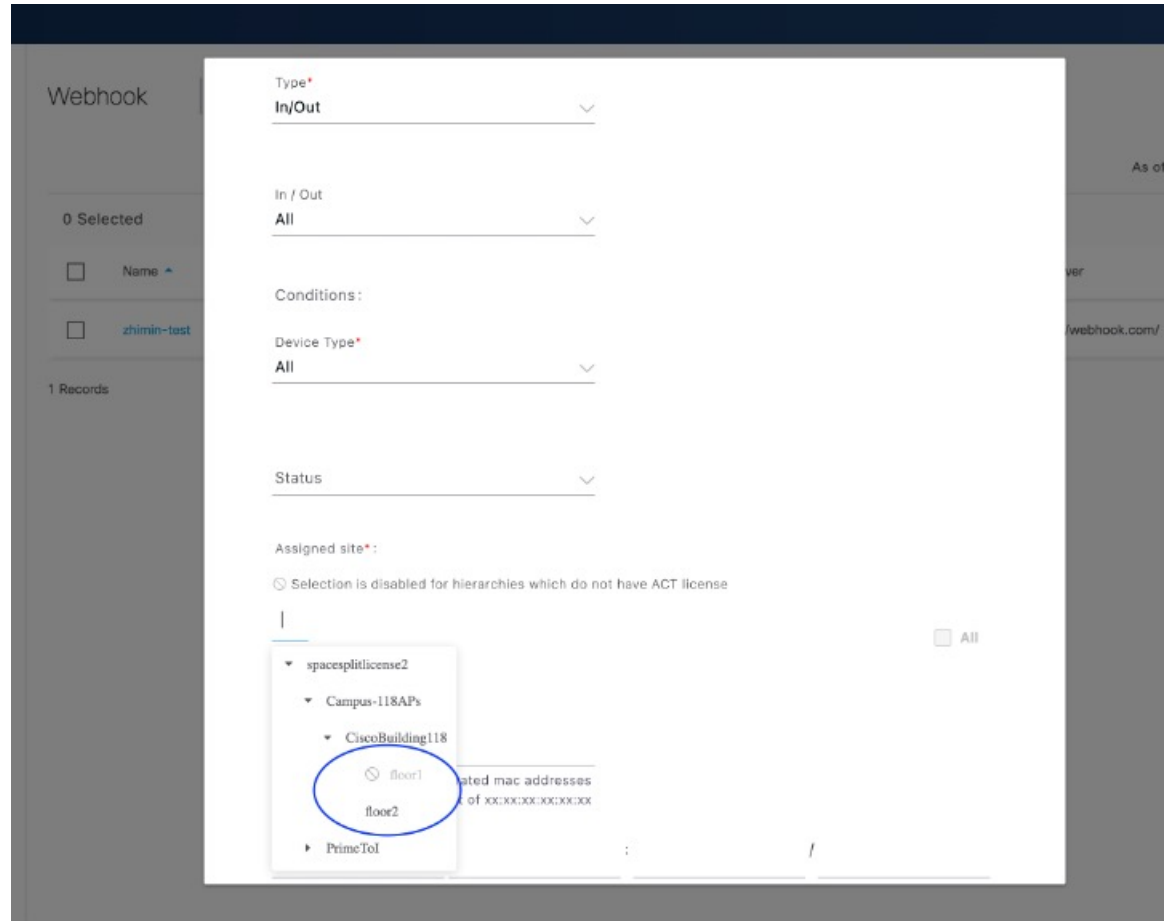 Webhook
As of
0 Selected
Name
ver
zhimin-test
/webhook.com/
1 Records
Type*
In/Out
In / Out
All
Conditions:
Device Type*
All
Status
Assigned site*:
Selection is disabled for hierarchies which do not have ACT license
All
spacesplitlicense2
Campus-118APs
CiscoBuilding118
floor1
ated mac addresses
floor2
of xx:xx:xx:xx:xx:xx
PrimeToI
: /